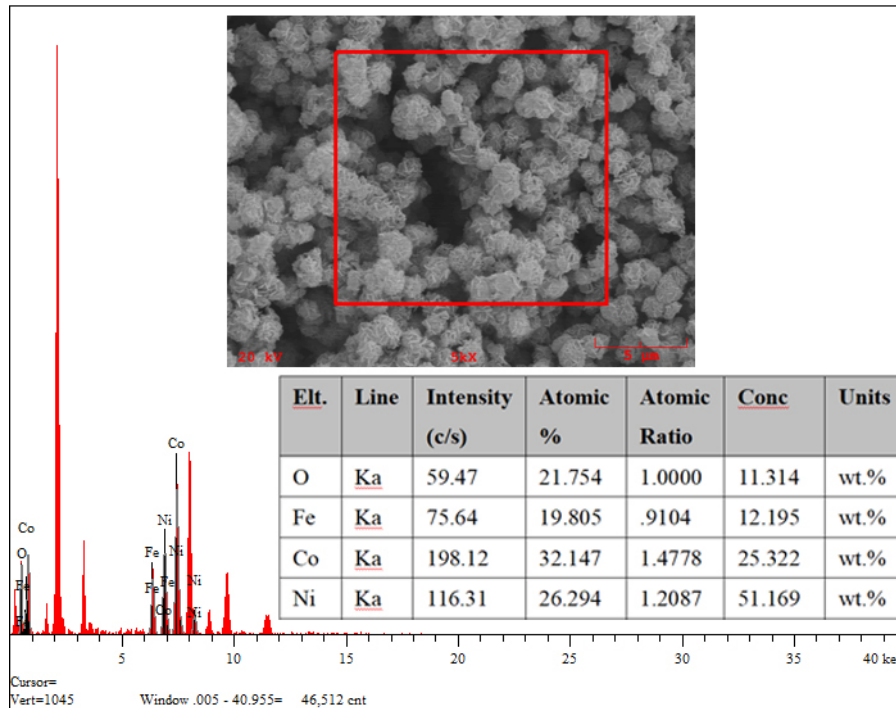 20 kV 5kX 5 µm
Elt. Line Intensity (c/s) Atomic % Atomic Ratio Conc Units
O Ka 59.47 21.754 1.0000 11.314 wt.%
Fe Ka 75.64 19.805 .9104 12.195 wt.%
Co Ka 198.12 32.147 1.4778 25.322 wt.%
Ni Ka 116.31 26.294 1.2087 51.169 wt.%
Co
Co
O
Fe
Fe
Ni
Ni
Fe
Fe
Fe
Co
Ni
Ni
5 10 15 20 25 30 35 40 ke
Cursor=
Vert=1045 Window .005 - 40.955= 46,512 cnt